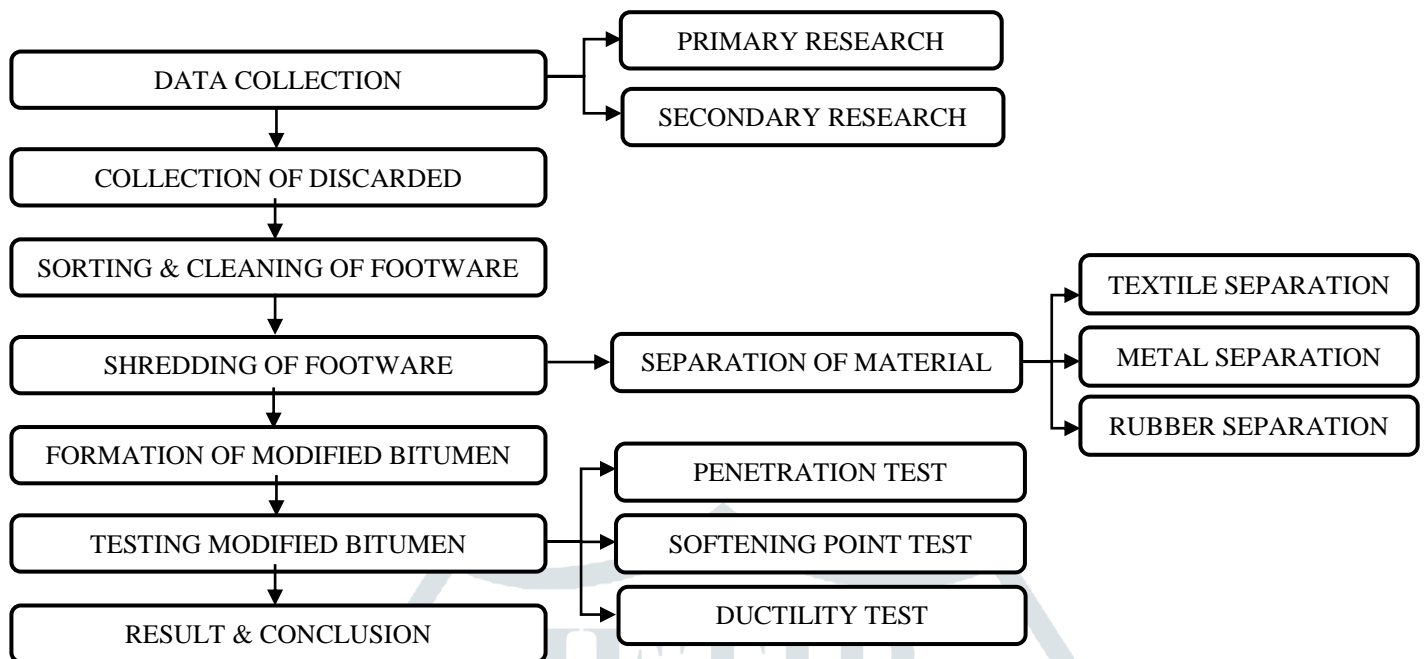 PRIMARY RESEARCH
DATA COLLECTION
SECONDARY RESEARCH
COLLECTION OF DISCARDED
SORTING & CLEANING OF FOOTWARE
TEXTILE SEPARATION
SHREDDING OF FOOTWARE
SEPARATION OF MATERIAL
METAL SEPARATION
RUBBER SEPARATION
FORMATION OF MODIFIED BITUMEN
PENETRATION TEST
TESTING MODIFIED BITUMEN
SOFTENING POINT TEST
DUCTILITY TEST
RESULT & CONCLUSION